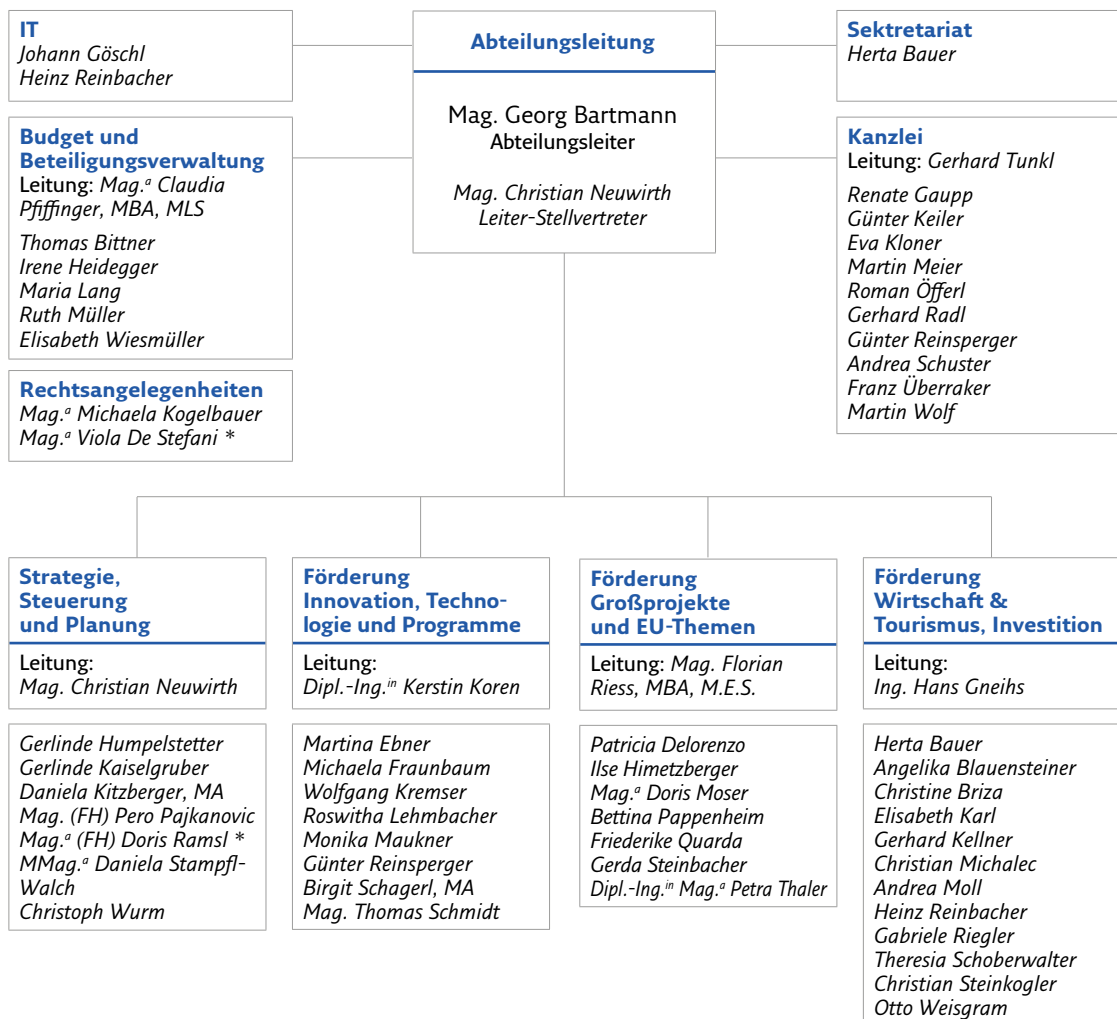 IT
Johann Göschl
Heinz Reinbacher
Abteilungsleitung
Mag. Georg Bartmann
Abteilungsleiter
Mag. Christian Neuwirth
Leiter-Stellvertreter
Sektretariat
Herta Bauer
Budget und
Beteiligungsverwaltung
Leitung: Mag.ᵃ Claudia
Pfiffinger, MBA, MLS
Thomas Bittner
Irene Heidegger
Maria Lang
Ruth Müller
Elisabeth Wiesmüller
Kanzlei
Leitung: Gerhard Tunkl
Renate Gaupp
Günter Keiler
Eva Kloner
Martin Meier
Roman Öfferl
Gerhard Radl
Günter Reinsperger
Andrea Schuster
Franz Überraker
Martin Wolf
Rechtsangelegenheiten
Mag.ᵃ Michaela Kogelbauer
Mag.ᵃ Viola De Stefani *
Strategie,
Steuerung
und Planung
Leitung:
Mag. Christian Neuwirth
Gerlinde Humpelstetter
Gerlinde Kaiselgruber
Daniela Kitzberger, MA
Mag. (FH) Pero Pajkanovic
Mag.ᵃ (FH) Doris Ramsl *
MMag.ᵃ Daniela Stampfl-
Walch
Christoph Wurm
Förderung
Innovation, Techno-
logie und Programme
Leitung:
Dipl.-Ing.ⁱⁿ Kerstin Koren
Martina Ebner
Michaela Fraunbaum
Wolfgang Kremser
Roswitha Lehmbacher
Monika Maukner
Günter Reinsperger
Birgit Schagerl, MA
Mag. Thomas Schmidt
Förderung
Großprojekte
und EU-Themen
Leitung: Mag. Florian
Riess, MBA, M.E.S.
Patricia Delorenzo
Ilse Himetzberger
Mag.ᵃ Doris Moser
Bettina Pappenheim
Friederike Quarda
Gerda Steinbacher
Dipl.-Ing.ⁱⁿ Mag.ᵃ Petra Thaler
Förderung
Wirtschaft &
Tourismus, Investition
Leitung:
Ing. Hans Gneihs
Herta Bauer
Angelika Blauensteiner
Christine Briza
Elisabeth Karl
Gerhard Kellner
Christian Michalec
Andrea Moll
Heinz Reinbacher
Gabriele Riegler
Theresia Schoberwalter
Christian Steinkogler
Otto Weisgram